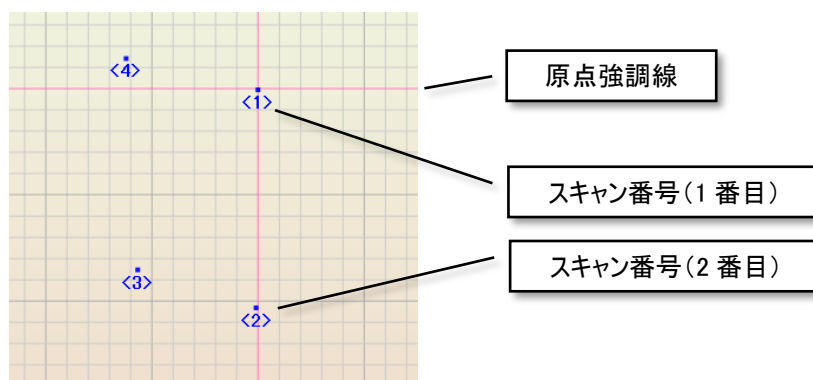 <4>
原点強調線
<1>
スキャン番号(1 番目)
スキャン番号(2 番目)
<3>
<2>